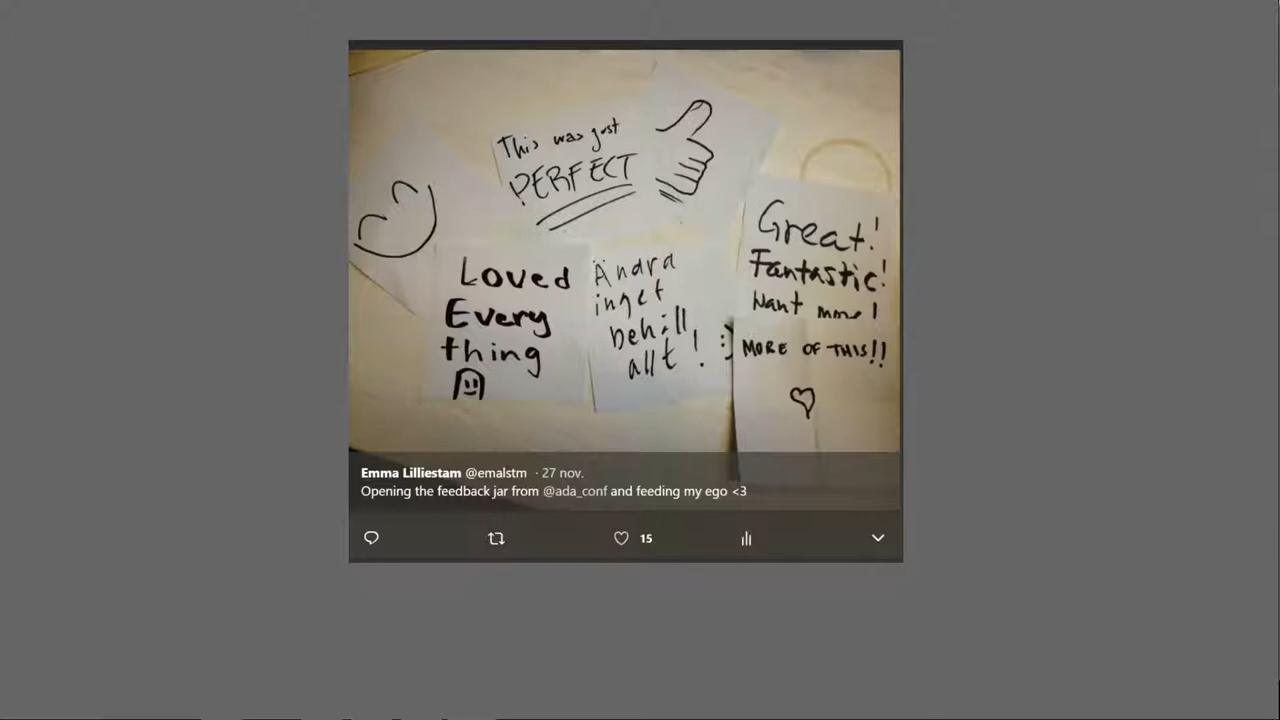 This was just
PERFECT
Loved
Every
thing
Ändra
inget
behåll
allt! :)
Great!
Fantastic!
Want more!
MORE OF THIS!!
Emma Lilliestam @emalstm · 27 nov.
Opening the feedback jar from @ada_conf and feeding my ego <3
15